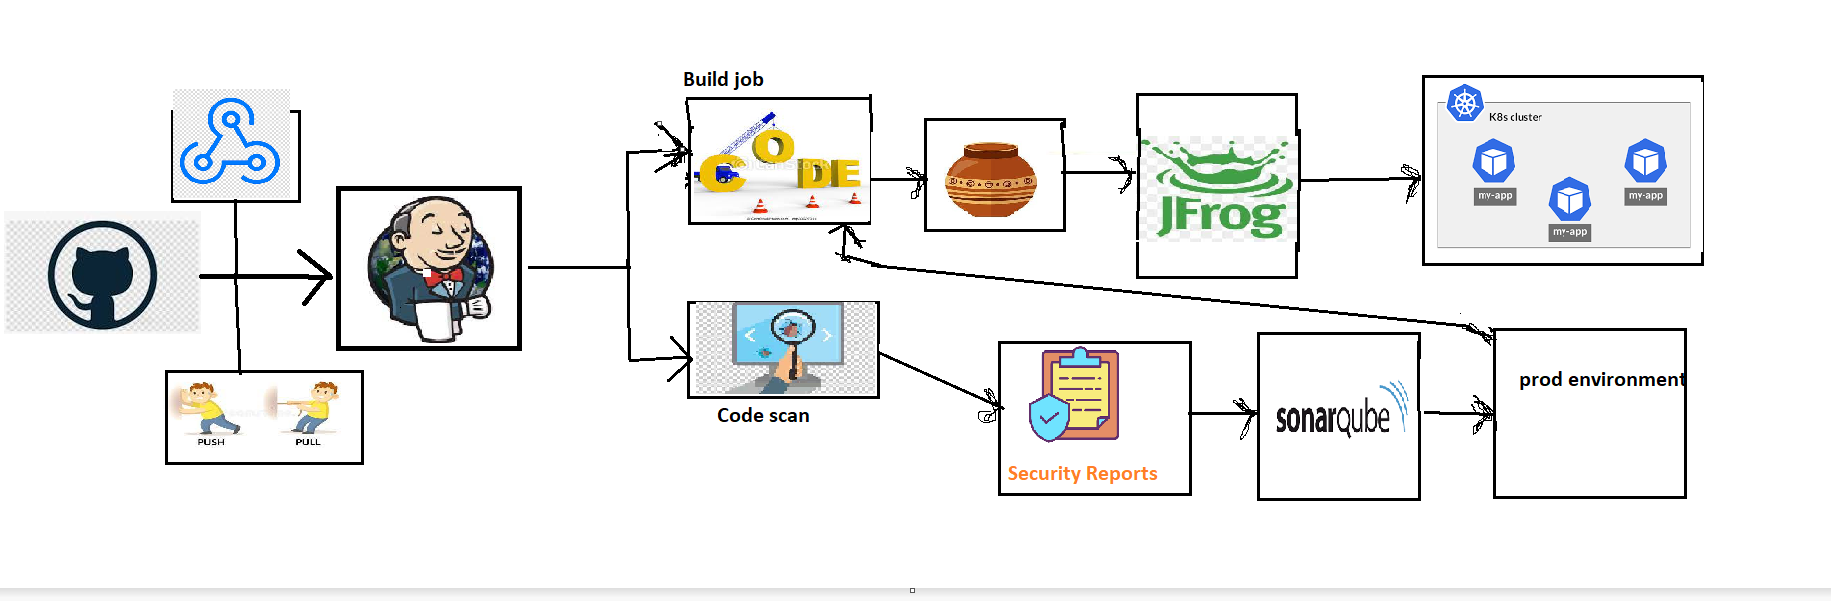 Build job
CODE
JFrog
K8s cluster
my-app
my-app
my-app
PUSH
PULL
Code scan
Security Reports
sonarqube
prod environment